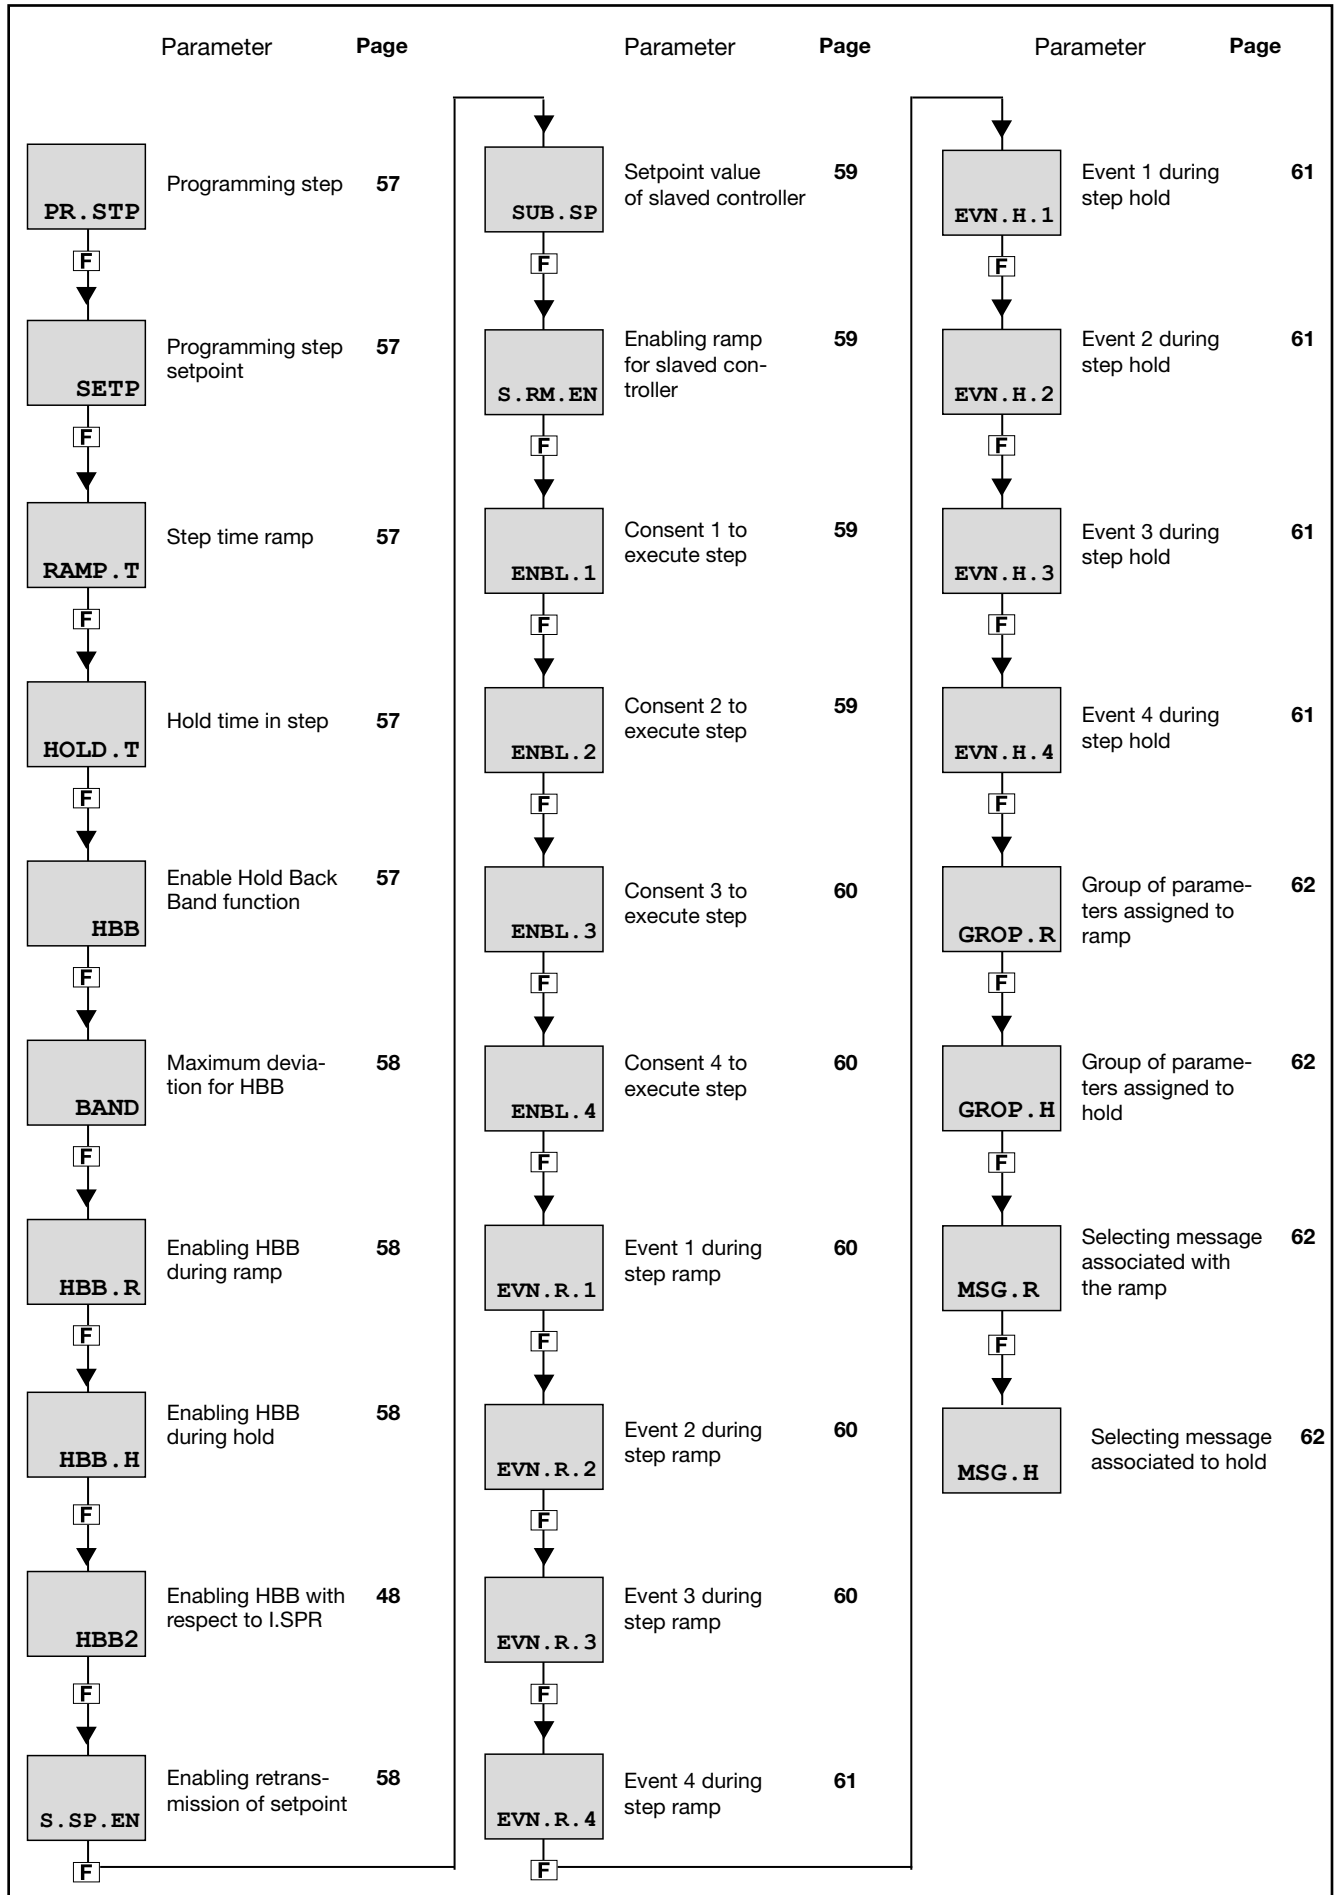 Parameter Page
PR.STP
Programming step 57
F
SETP
Programming step 57
setpoint
F
RAMP.T
Step time ramp 57
F
HOLD.T
Hold time in step 57
F
HBB
Enable Hold Back 57
Band function
F
BAND
Maximum devia- 58
tion for HBB
F
HBB.R
Enabling HBB 58
during ramp
F
HBB.H
Enabling HBB 58
during hold
F
HBB2
Enabling HBB with 48
respect to I.SPR
F
S.SP.EN
Enabling retrans- 58
mission of setpoint
F
Parameter Page
SUB.SP
Setpoint value 59
of slaved controller
F
S.RM.EN
Enabling ramp 59
for slaved con-
troller
F
ENBL.1
Consent 1 to 59
execute step
F
ENBL.2
Consent 2 to 59
execute step
F
ENBL.3
Consent 3 to 60
execute step
F
ENBL.4
Consent 4 to 60
execute step
F
EVN.R.1
Event 1 during 60
step ramp
F
EVN.R.2
Event 2 during 60
step ramp
F
EVN.R.3
Event 3 during 60
step ramp
F
EVN.R.4
Event 4 during 61
step ramp
F
Parameter Page
EVN.H.1
Event 1 during 61
step hold
F
EVN.H.2
Event 2 during 61
step hold
F
EVN.H.3
Event 3 during 61
step hold
F
EVN.H.4
Event 4 during 61
step hold
F
GROP.R
Group of parame- 62
ters assigned to
ramp
F
GROP.H
Group of parame- 62
ters assigned to
hold
F
MSG.R
Selecting message 62
associated with
the ramp
F
MSG.H
Selecting message 62
associated to hold